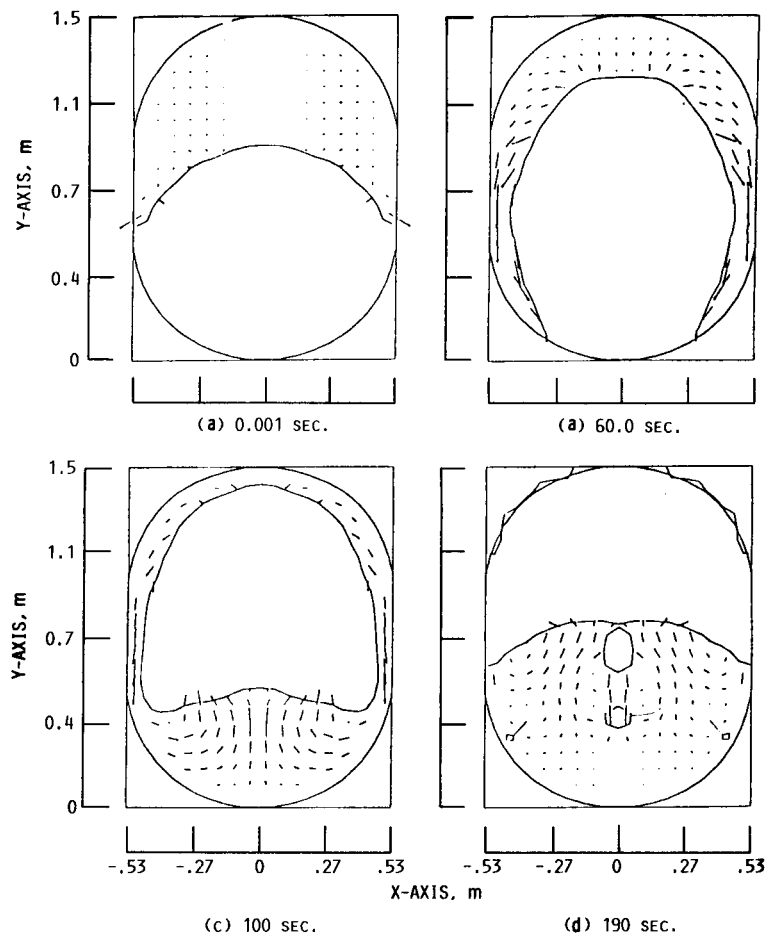 1.5
1.1
0.7
0.4
0
Y-AXIS, m
(a) 0.001 SEC.
(a) 60.0 SEC.
1.5
1.1
0.7
0.4
0
Y-AXIS, m
-.53 -.27 0 .27 .53
-.53 -.27 0 .27 .53
X-AXIS, m
(c) 100 SEC.
(d) 190 SEC.